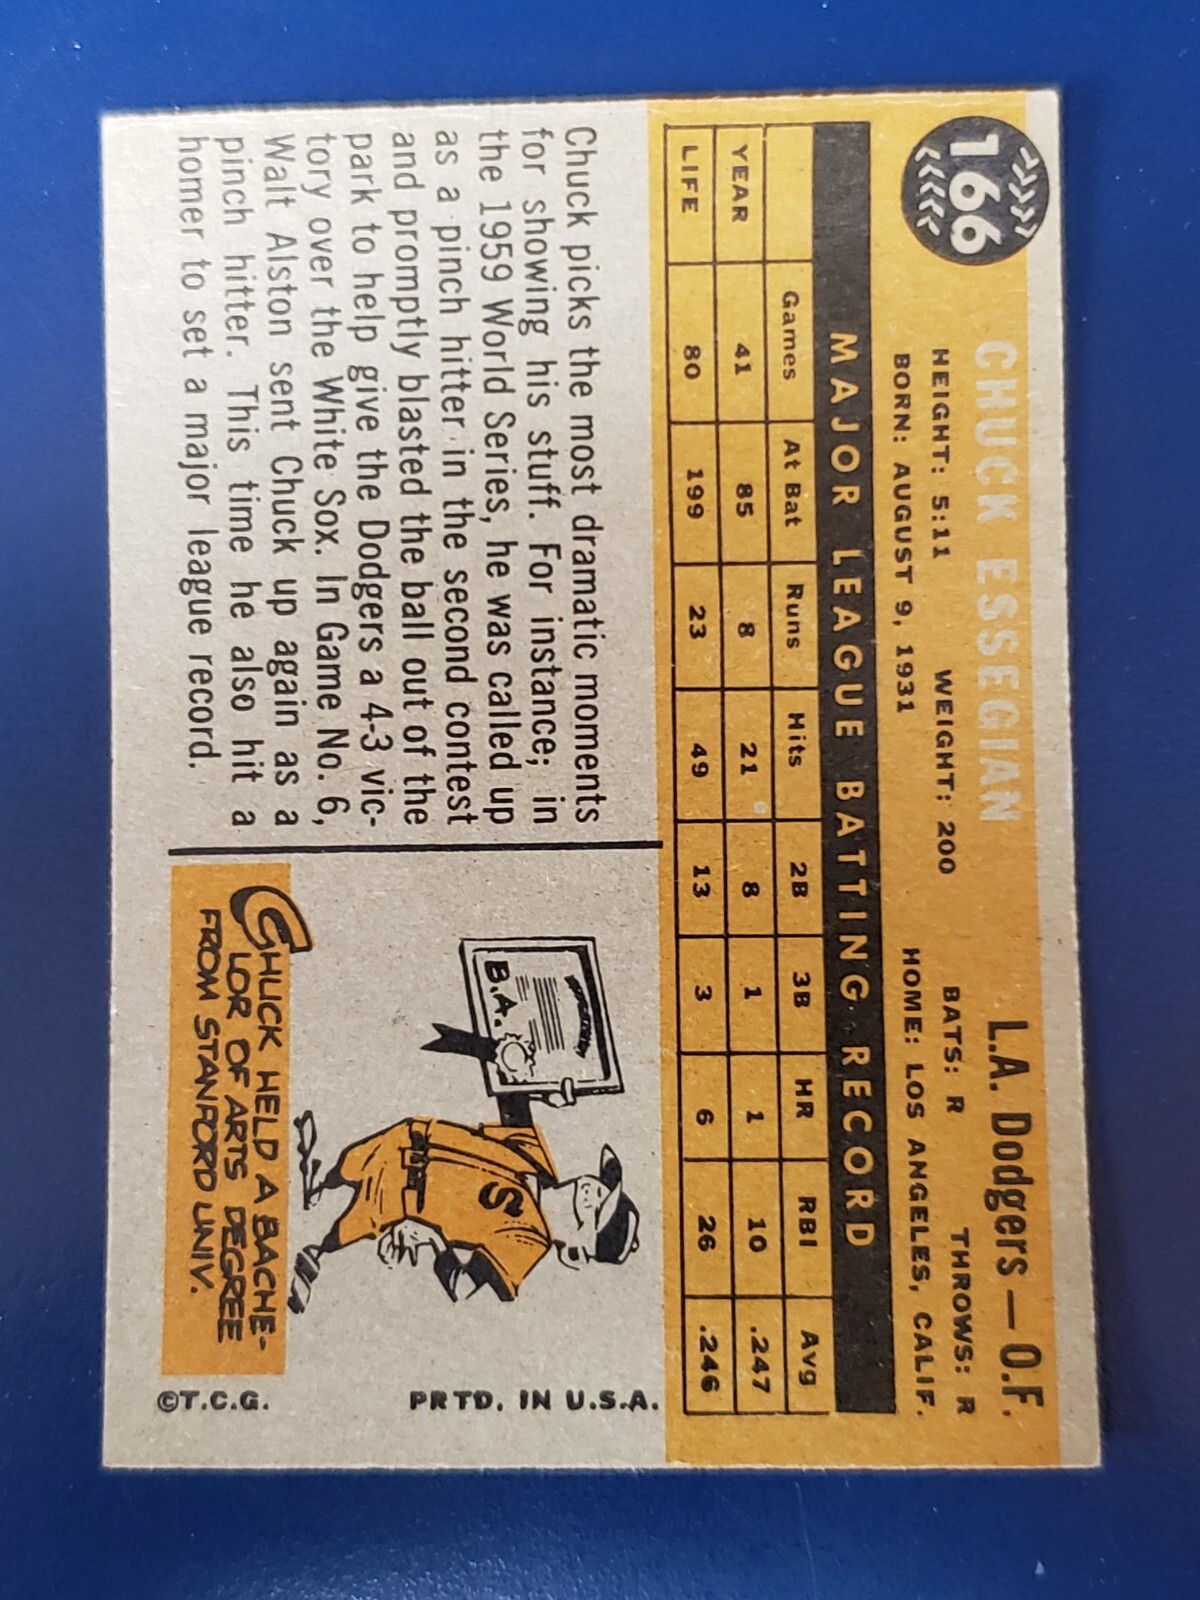 166
CHUCK ESSEGIAN
L.A. Dodgers — O.F.
HEIGHT: 5:11 WEIGHT: 200 BATS: R THROWS: R
BORN: AUGUST 9, 1931 HOME: LOS ANGELES, CALIF.
MAJOR LEAGUE BATTING RECORD
Games At Bat Runs Hits 2B 3B HR RBI Avg
YEAR 41 85 8 21 8 1 1 10 .247
LIFE 80 199 23 49 13 3 6 26 .246
Chuck picks the most dramatic moments
for showing his stuff. For instance; in
the 1959 World Series, he was called up
as a pinch hitter in the second contest
and promptly blasted the ball out of the
park to help give the Dodgers a 4-3 vic-
tory over the White Sox. In Game No. 6,
Walt Alston sent Chuck up again as a
pinch hitter. This time he also hit a
homer to set a major league record.
B.A.
S
CHUCK HELD A BACHE-
LOR OF ARTS DEGREE
FROM STANFORD UNIV.
PRTD. IN U.S.A.
©T.C.G.